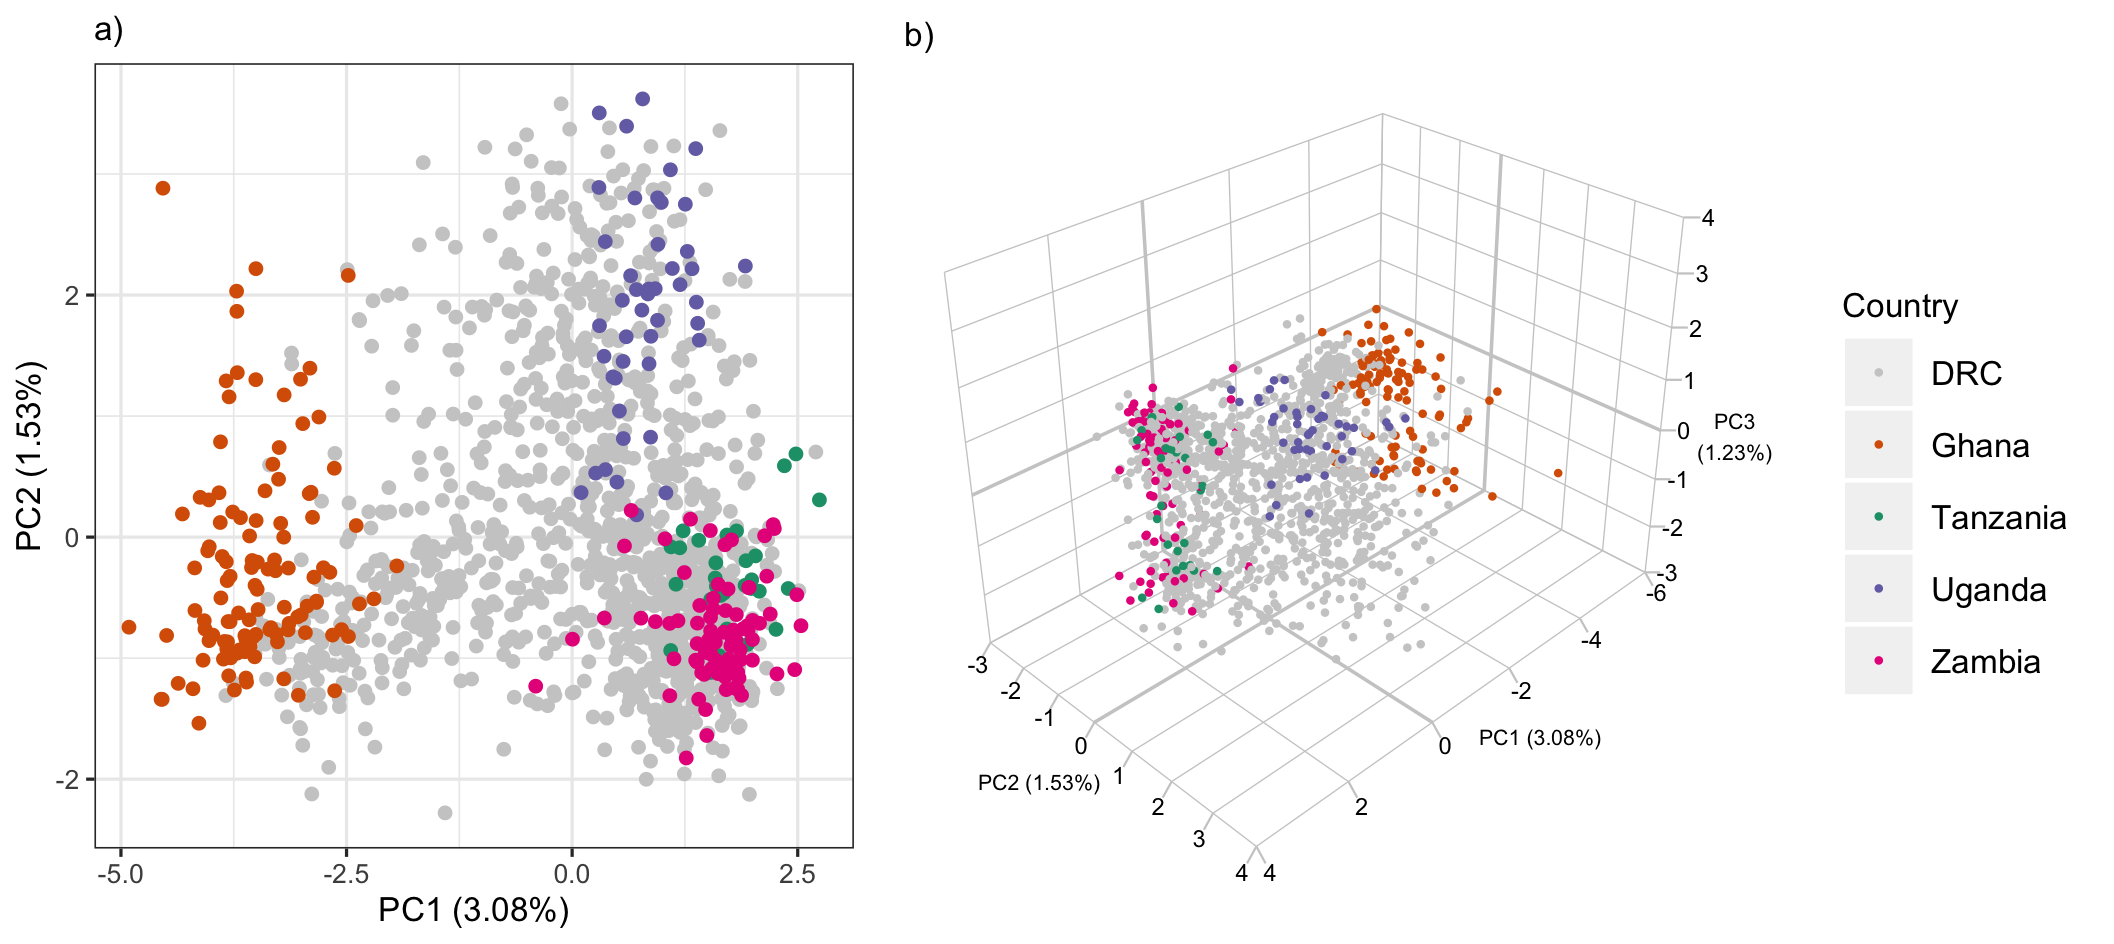 a)
PC2 (1.53%)
2
0
-2
-5.0 -2.5 0.0 2.5
PC1 (3.08%)
b)
4
3
2
1
0
-1
-2
-3
PC3
(1.23%)
-6
-4
-2
0
2
4
PC1 (3.08%)
-3
-2
-1
0
1
2
3
4
PC2 (1.53%)
Country
DRC
Ghana
Tanzania
Uganda
Zambia